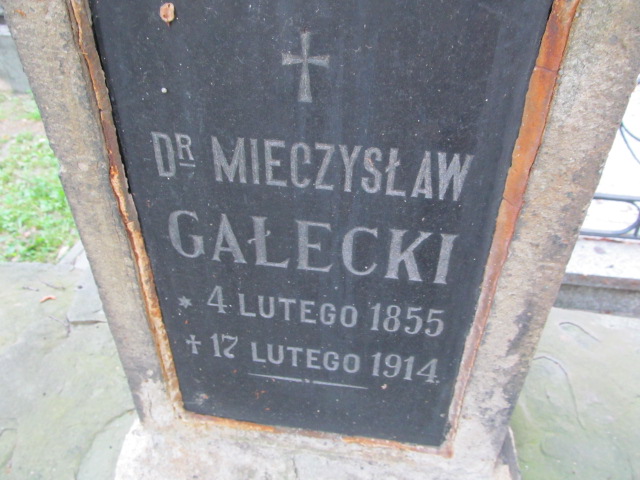 DR MIECZYSŁAW
GAŁECKI
* 4 LUTEGO 1855
† 17 LUTEGO 1914